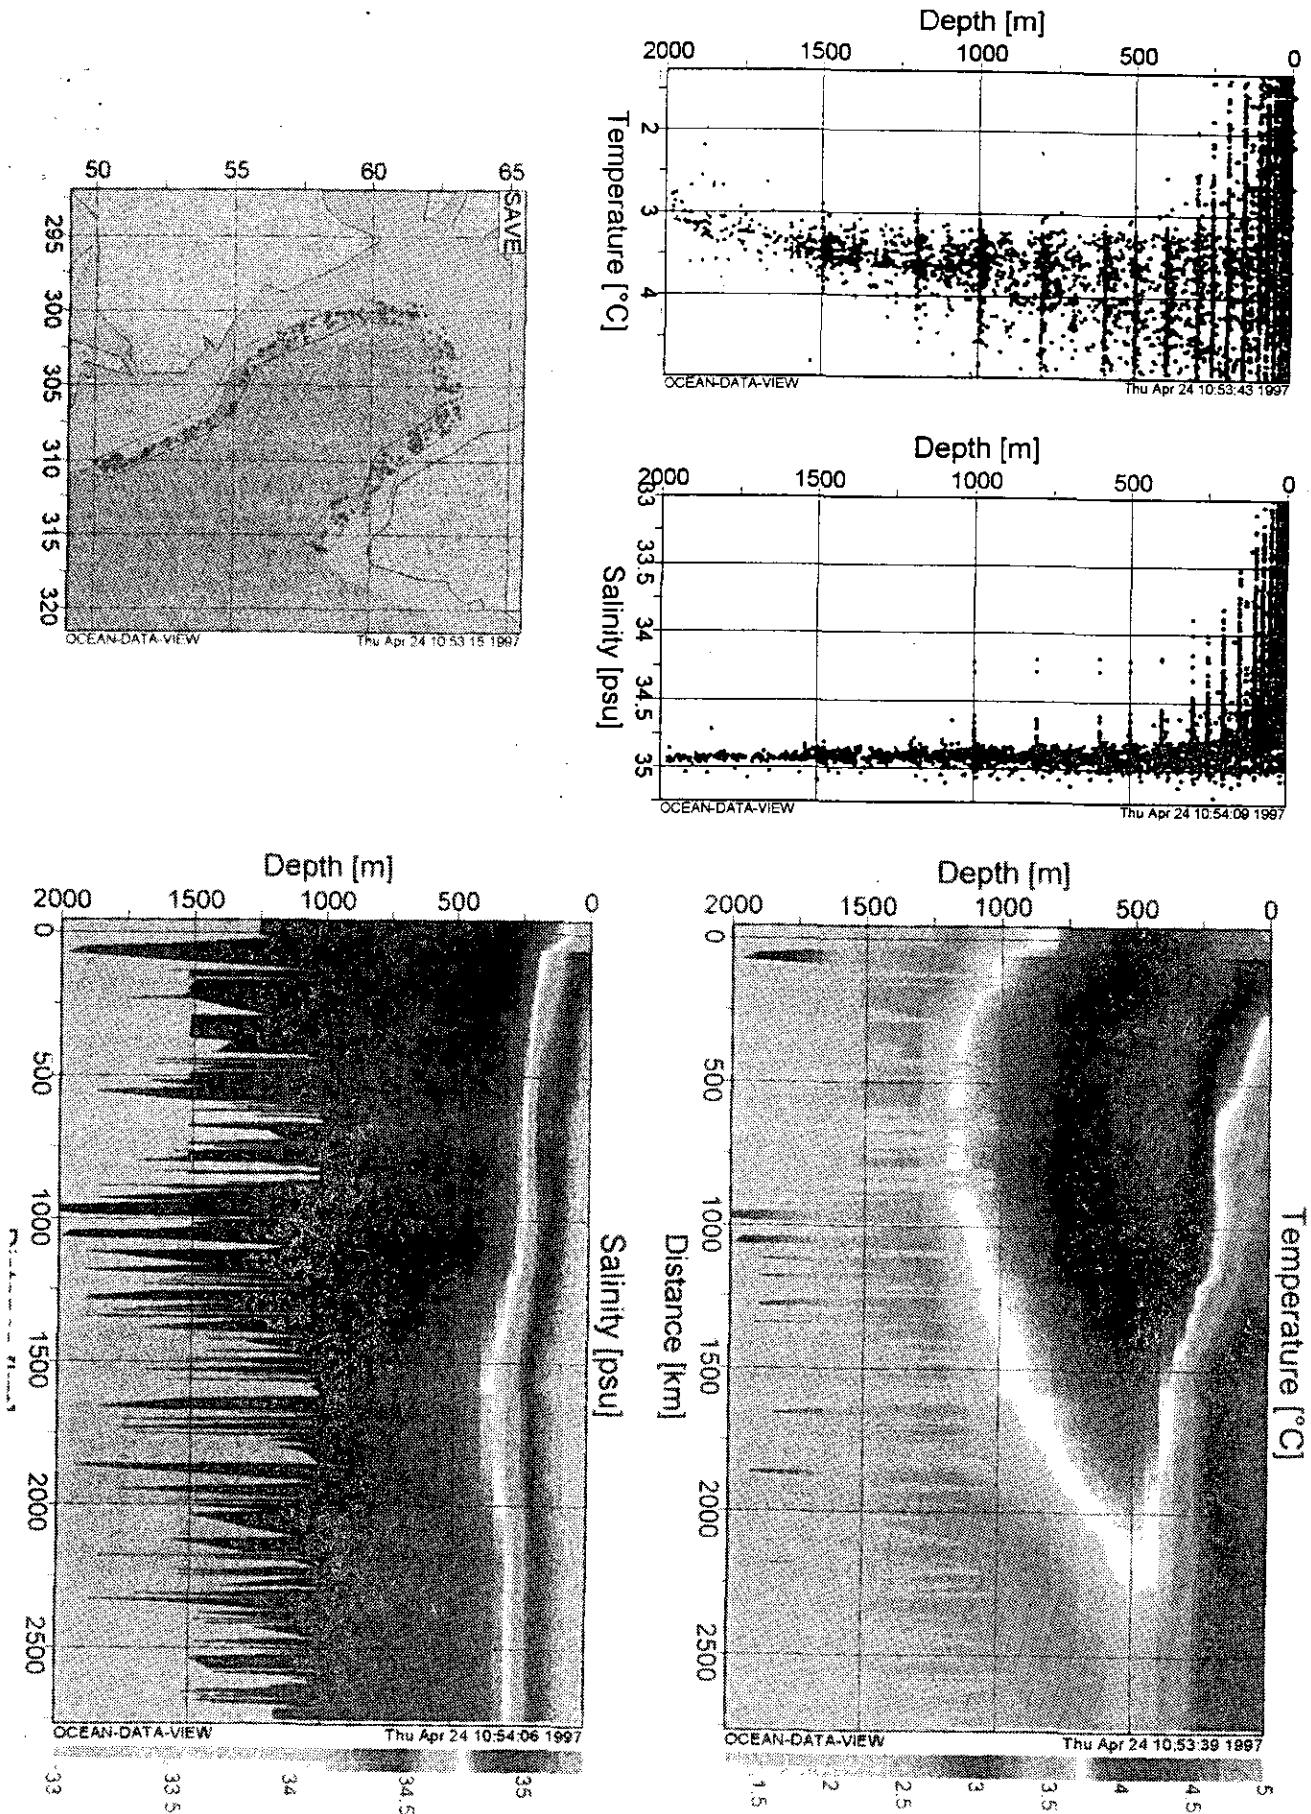 Depth [m]
2000 1500 1000 500 0
2
3
4
Temperature [°C]
OCEAN-DATA-VIEW
Thu Apr 24 10:53:43 1997
Depth [m]
2000 1500 1000 500 0
33
33.5
34
34.5
35
Salinity [psu]
OCEAN-DATA-VIEW
Thu Apr 24 10:54:09 1997
50 55 60 65
SAVE
295
300
305
310
315
320
OCEAN-DATA-VIEW
Thu Apr 24 10:53:15 1997
Depth [m]
2000 1500 1000 500 0
0
500
1000
1500
2000
2500
Salinity [psu]
OCEAN-DATA-VIEW
Thu Apr 24 10:54:06 1997
33
33.5
34
34.5
35
Depth [m]
2000 1500 1000 500 0
0
500
1000
1500
2000
2500
Distance [km]
Temperature [°C]
OCEAN-DATA-VIEW
Thu Apr 24 10:53:39 1997
1.5
2
2.5
3
3.5
4
4.5
5